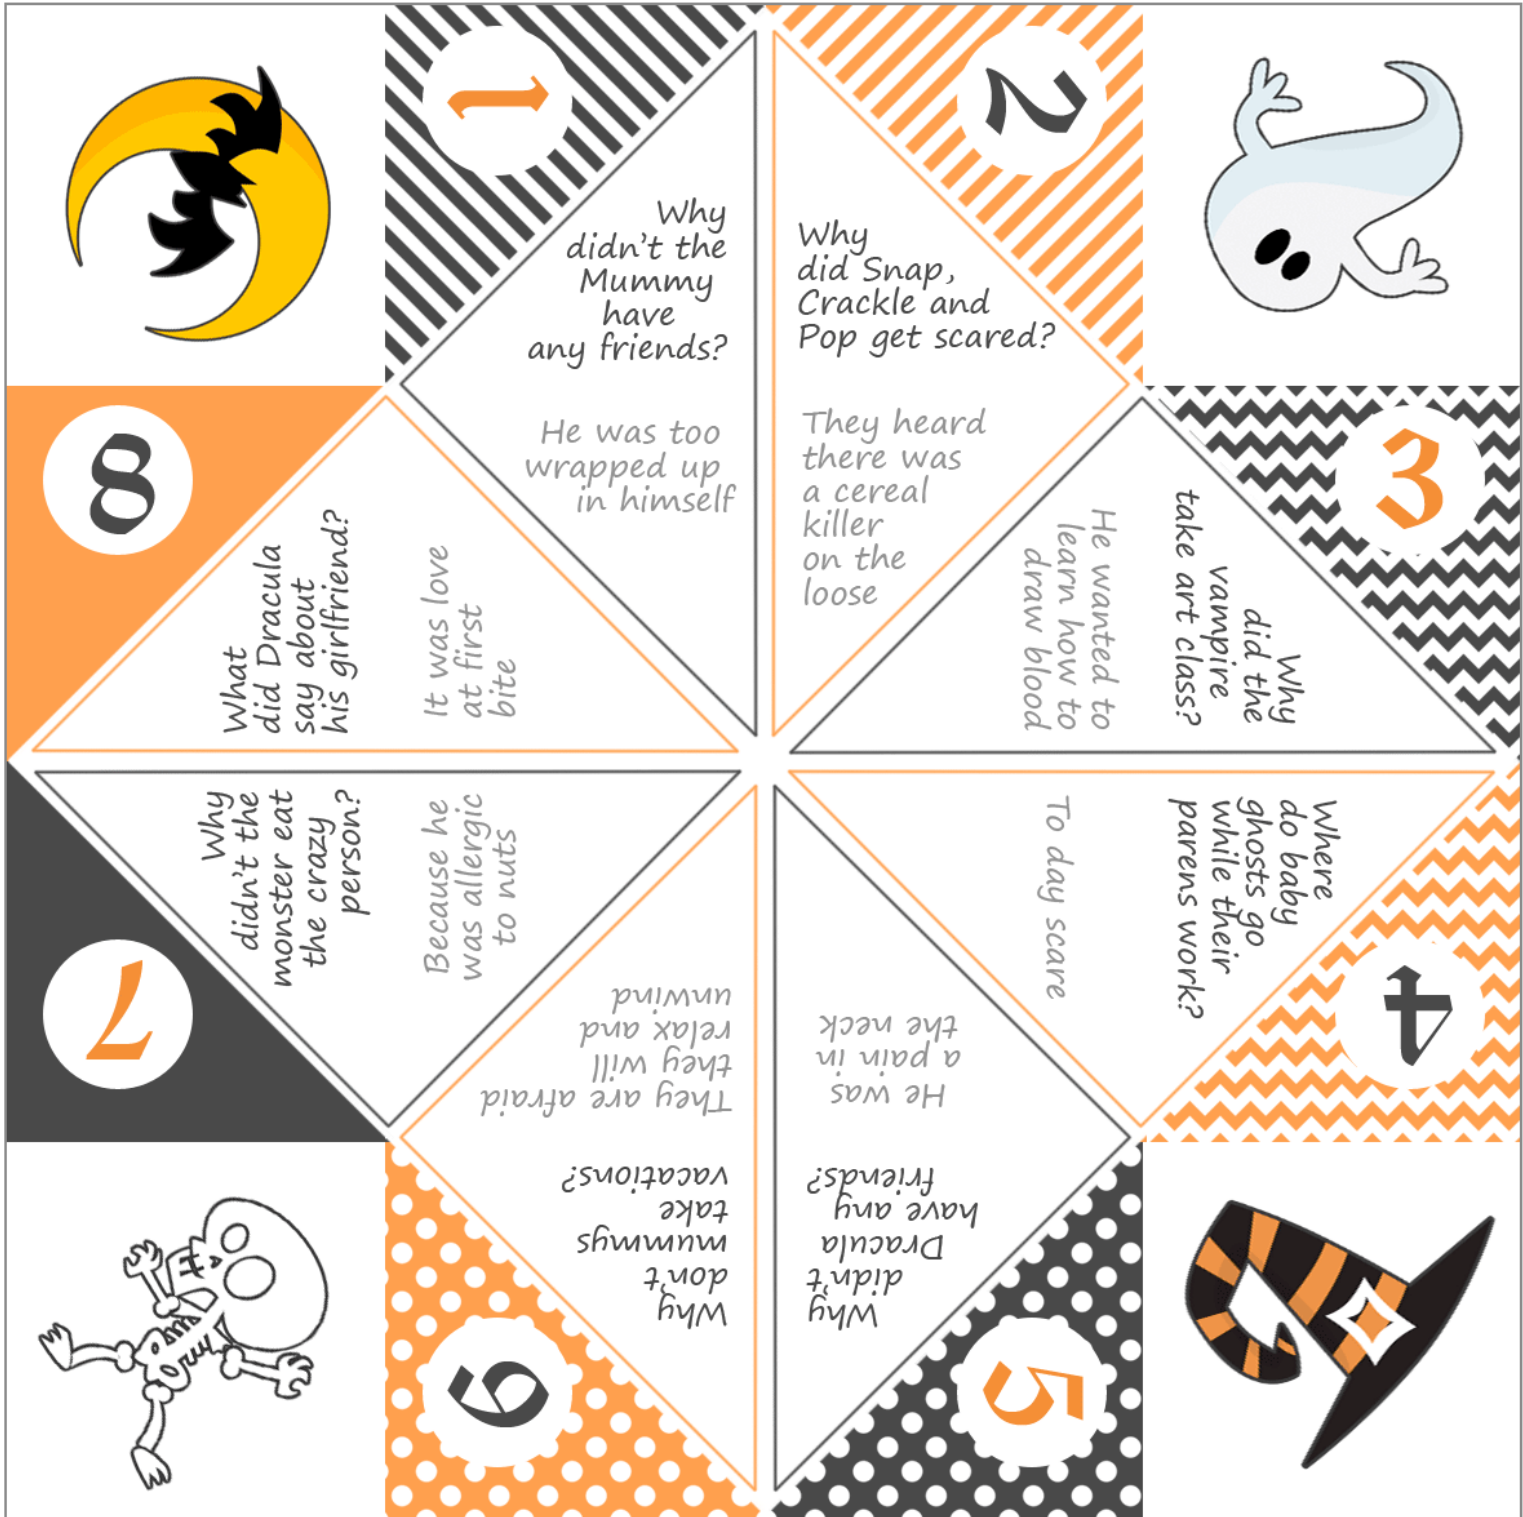 1
Why
didn't the
Mummy
have
any friends?
He was too
wrapped up
in himself
2
Why
did Snap,
Crackle and
Pop get scared?
They heard
there was
a cereal
killer
on the
loose
3
Why
did the
vampire
take art class?
He wanted to
learn how to
draw blood
4
Where
do baby
ghosts go
while their
parens work?
To day scare
5
Why
didn't
Dracula
have any
friends?
He was
a pain in
the neck
6
Why
don't
mummys
take
vacations?
They are afraid
they will
relax and
unwind
7
Why
didn't the
monster eat
the crazy
person?
Because he
was allergic
to nuts
8
What
did Dracula
say about
his girlfriend?
It was love
at first
bite